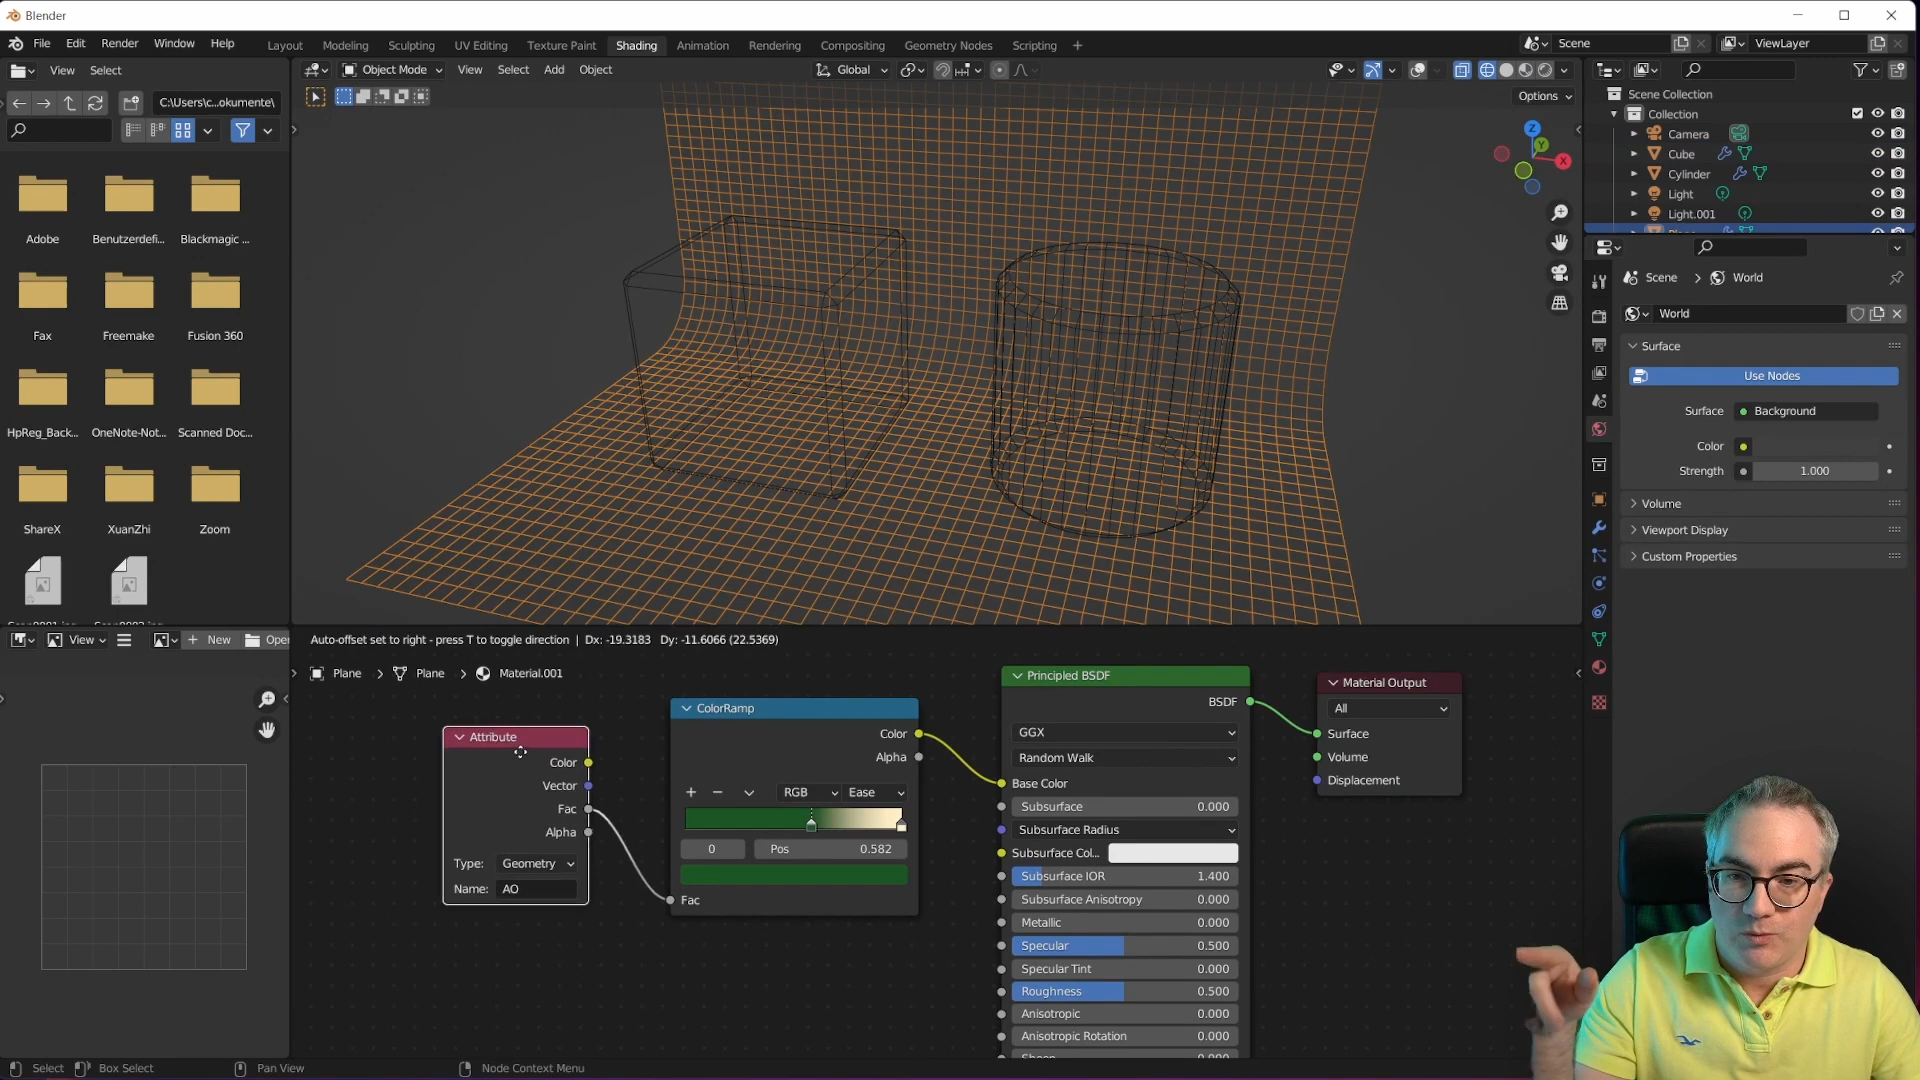 Blender
File Edit Render Window Help
Layout Modeling Sculpting UV Editing Texture Paint Shading Animation Rendering Compositing Geometry Nodes Scripting +
Scene
ViewLayer
View Select
Object Mode View Select Add Object
Global
Options
C:\Users\c...okumente\
Adobe
Benutzerdefi...
Blackmagic ...
Fax
Freemake
Fusion 360
HpReg_Back...
OneNote-Not...
Scanned Doc...
ShareX
XuanZhi
Zoom
Z
Y
X
Scene Collection
Collection
Camera
Cube
Cylinder
Light
Light.001
Scene > World
World
Surface
Use Nodes
Surface Background
Color
Strength 1.000
Volume
Viewport Display
Custom Properties
View
+ New
Auto-offset set to right - press T to toggle direction | Dx: -19.3183 Dy: -11.6066 (22.5369)
Plane > Plane > Material.001
Attribute
Color
Vector
Fac
Alpha
Type: Geometry
Name: AO
ColorRamp
Color
Alpha
+ − RGB Ease
0 Pos 0.582
Fac
Principled BSDF
BSDF
GGX
Random Walk
Base Color
Subsurface 0.000
Subsurface Radius
Subsurface Col...
Subsurface IOR 1.400
Subsurface Anisotropy 0.000
Metallic 0.000
Specular 0.500
Specular Tint 0.000
Roughness 0.500
Anisotropic 0.000
Anisotropic Rotation 0.000
Material Output
All
Surface
Volume
Displacement
Select Box Select Pan View Node Context Menu